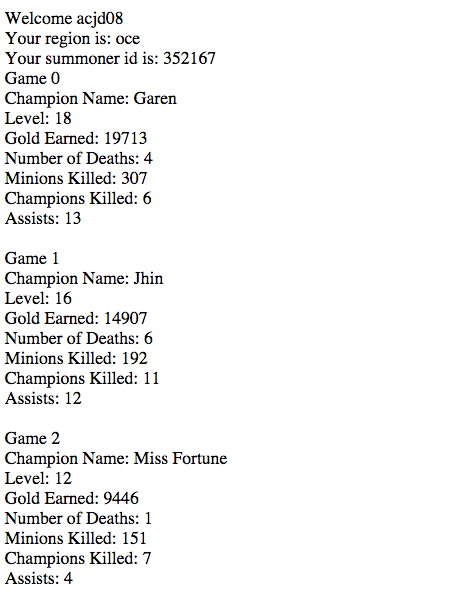 Welcome acjd08
Your region is: oce
Your summoner id is: 352167
Game 0
Champion Name: Garen
Level: 18
Gold Earned: 19713
Number of Deaths: 4
Minions Killed: 307
Champions Killed: 6
Assists: 13
Game 1
Champion Name: Jhin
Level: 16
Gold Earned: 14907
Number of Deaths: 6
Minions Killed: 192
Champions Killed: 11
Assists: 12
Game 2
Champion Name: Miss Fortune
Level: 12
Gold Earned: 9446
Number of Deaths: 1
Minions Killed: 151
Champions Killed: 7
Assists: 4